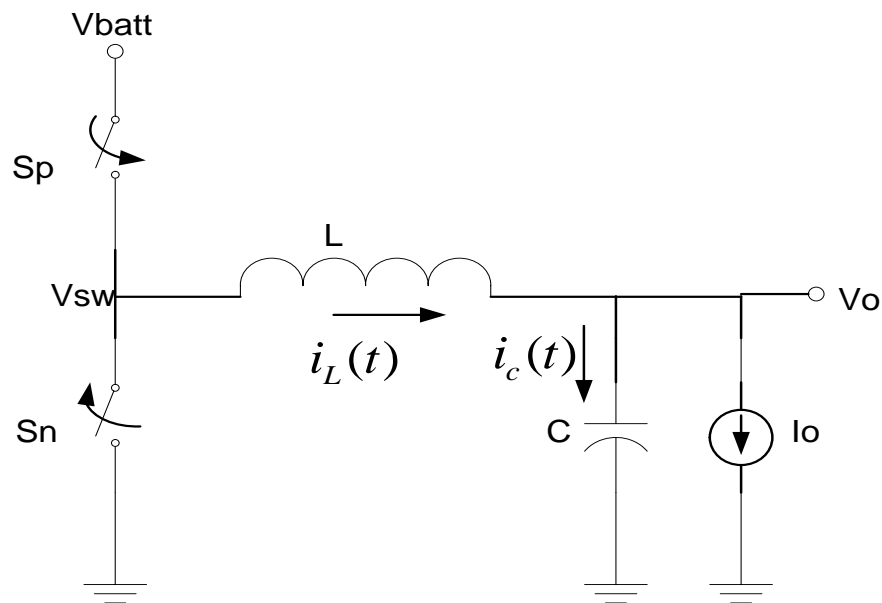 Vbatt
Sp
L
Vsw
Vo
i_L(t)
i_c(t)
Sn
C
Io